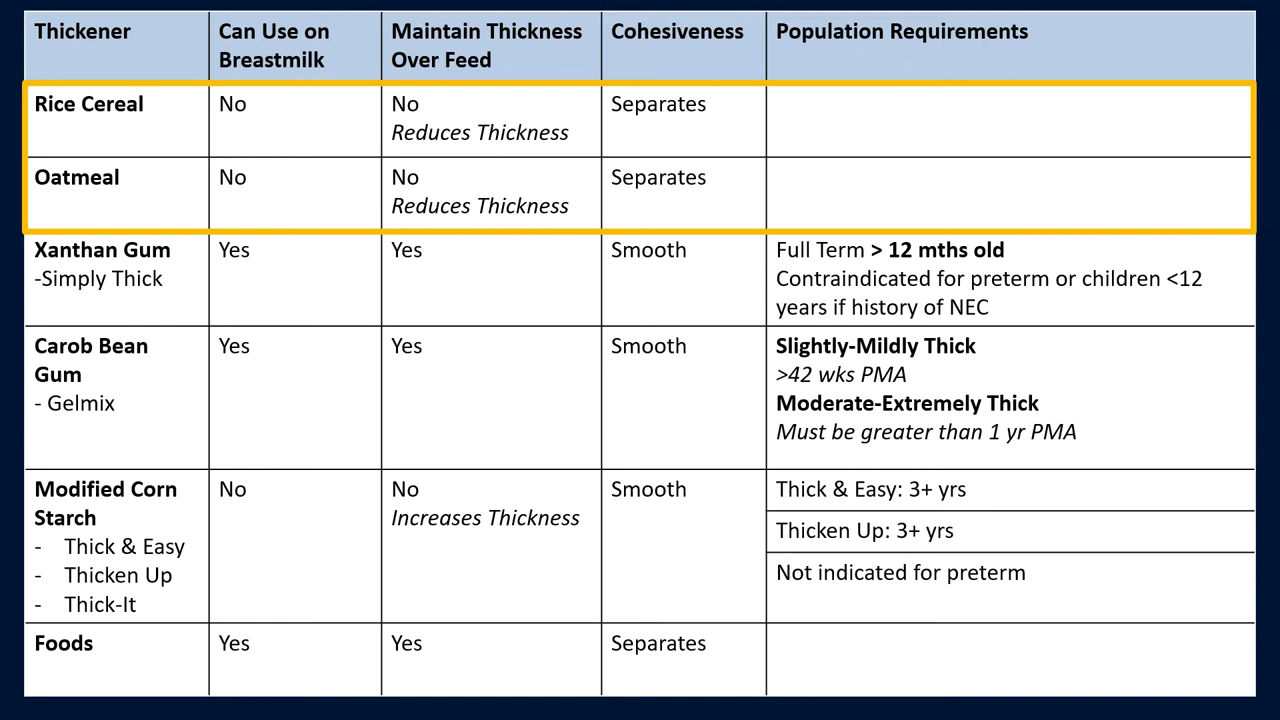 Thickener
Can Use on
Breastmilk
Maintain Thickness
Over Feed
Cohesiveness
Population Requirements
Rice Cereal
No
No
Reduces Thickness
Separates
Oatmeal
No
No
Reduces Thickness
Separates
Xanthan Gum
-Simply Thick
Yes
Yes
Smooth
Full Term > 12 mths old
Contraindicated for preterm or children <12
years if history of NEC
Carob Bean
Gum
- Gelmix
Yes
Yes
Smooth
Slightly-Mildly Thick
>42 wks PMA
Moderate-Extremely Thick
Must be greater than 1 yr PMA
Modified Corn
Starch
- Thick & Easy
- Thicken Up
- Thick-It
No
No
Increases Thickness
Smooth
Thick & Easy: 3+ yrs
Thicken Up: 3+ yrs
Not indicated for preterm
Foods
Yes
Yes
Separates